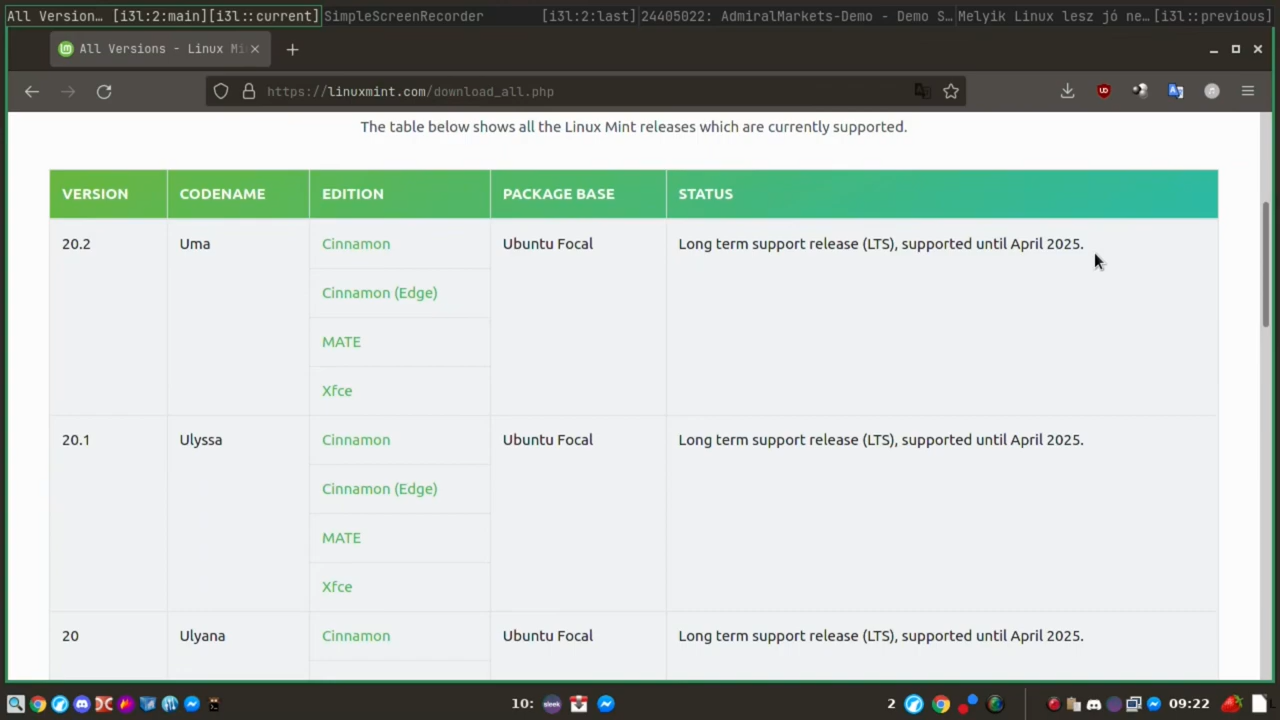 All Version… [i3l:2:main][i3l::current] SimpleScreenRecorder [i3l:2:last] 24405022: AdmiralMarkets-Demo - Demo S… Melyik Linux lesz jó ne… [i3l::previous]
All Versions - Linux Mi
https://linuxmint.com/download_all.php
The table below shows all the Linux Mint releases which are currently supported.
VERSION CODENAME EDITION PACKAGE BASE STATUS
20.2 Uma Cinnamon Ubuntu Focal Long term support release (LTS), supported until April 2025.
Cinnamon (Edge)
MATE
Xfce
20.1 Ulyssa Cinnamon Ubuntu Focal Long term support release (LTS), supported until April 2025.
Cinnamon (Edge)
MATE
Xfce
20 Ulyana Cinnamon Ubuntu Focal Long term support release (LTS), supported until April 2025.
10: sleek 2 09:22